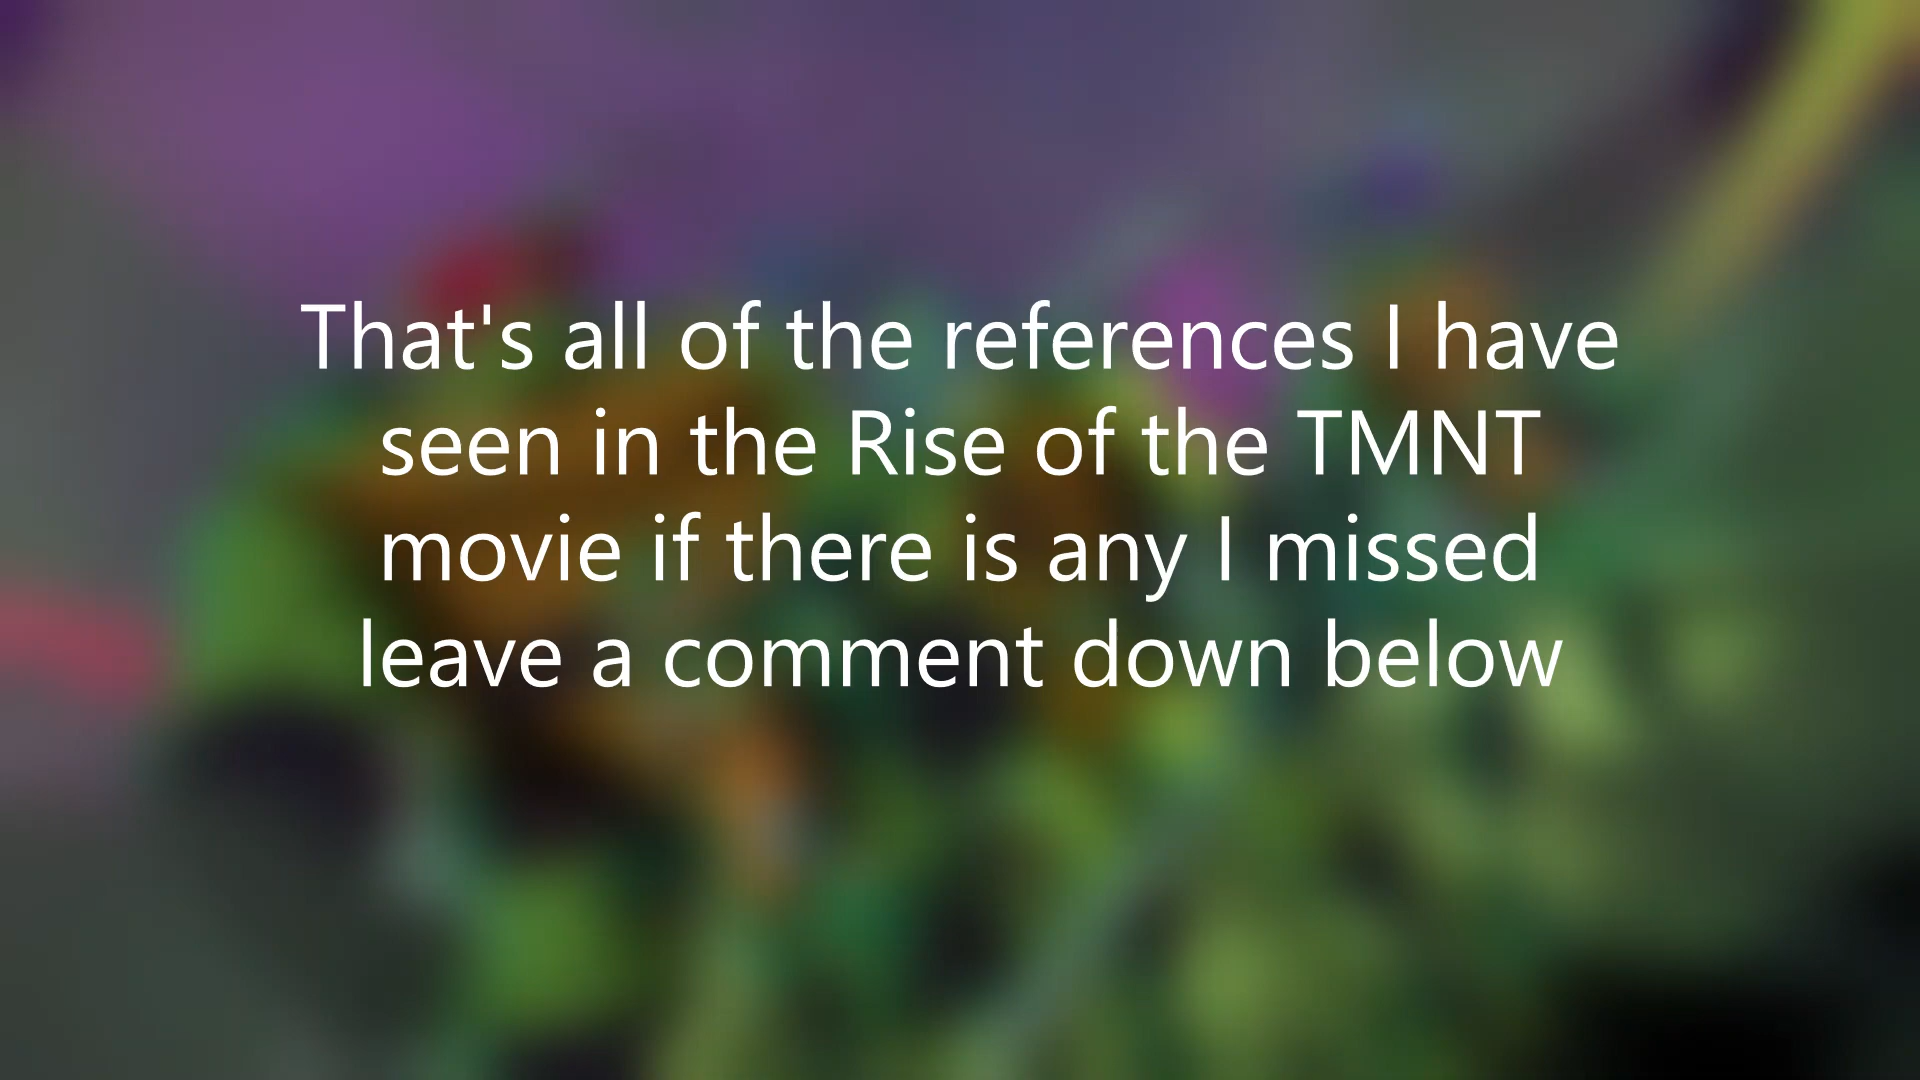 That's all of the references I have
seen in the Rise of the TMNT
movie if there is any I missed
leave a comment down below